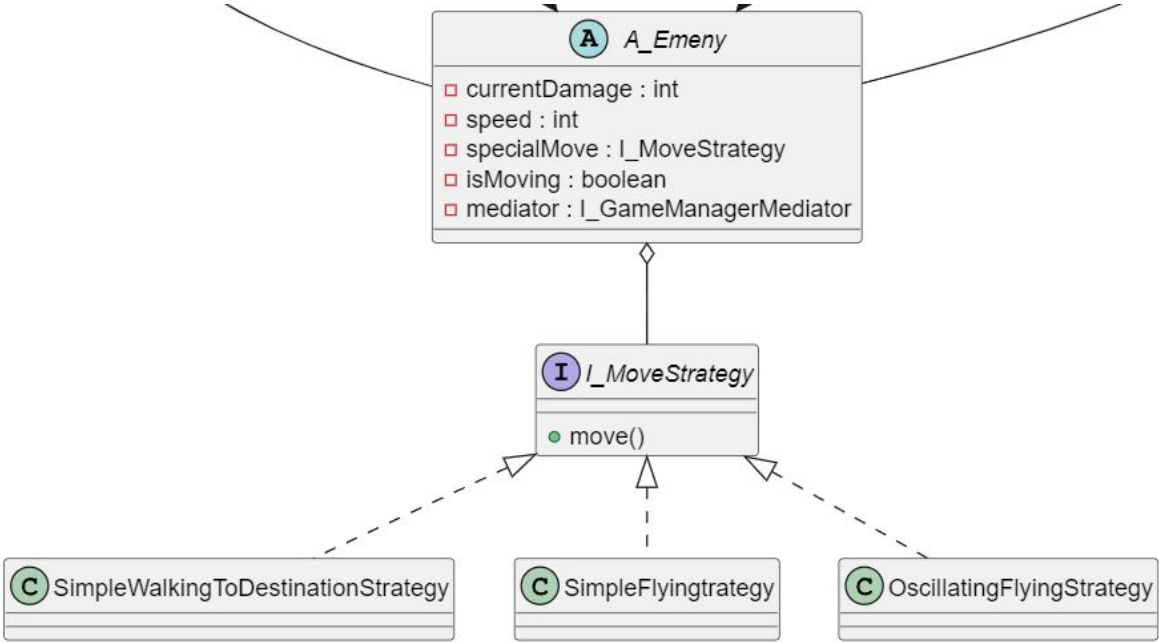 A A_Emeny
currentDamage : int
speed : int
specialMove : I_MoveStrategy
isMoving : boolean
mediator : I_GameManagerMediator
I I_MoveStrategy
move()
C SimpleWalkingToDestinationStrategy
C SimpleFlyingtrategy
C OscillatingFlyingStrategy